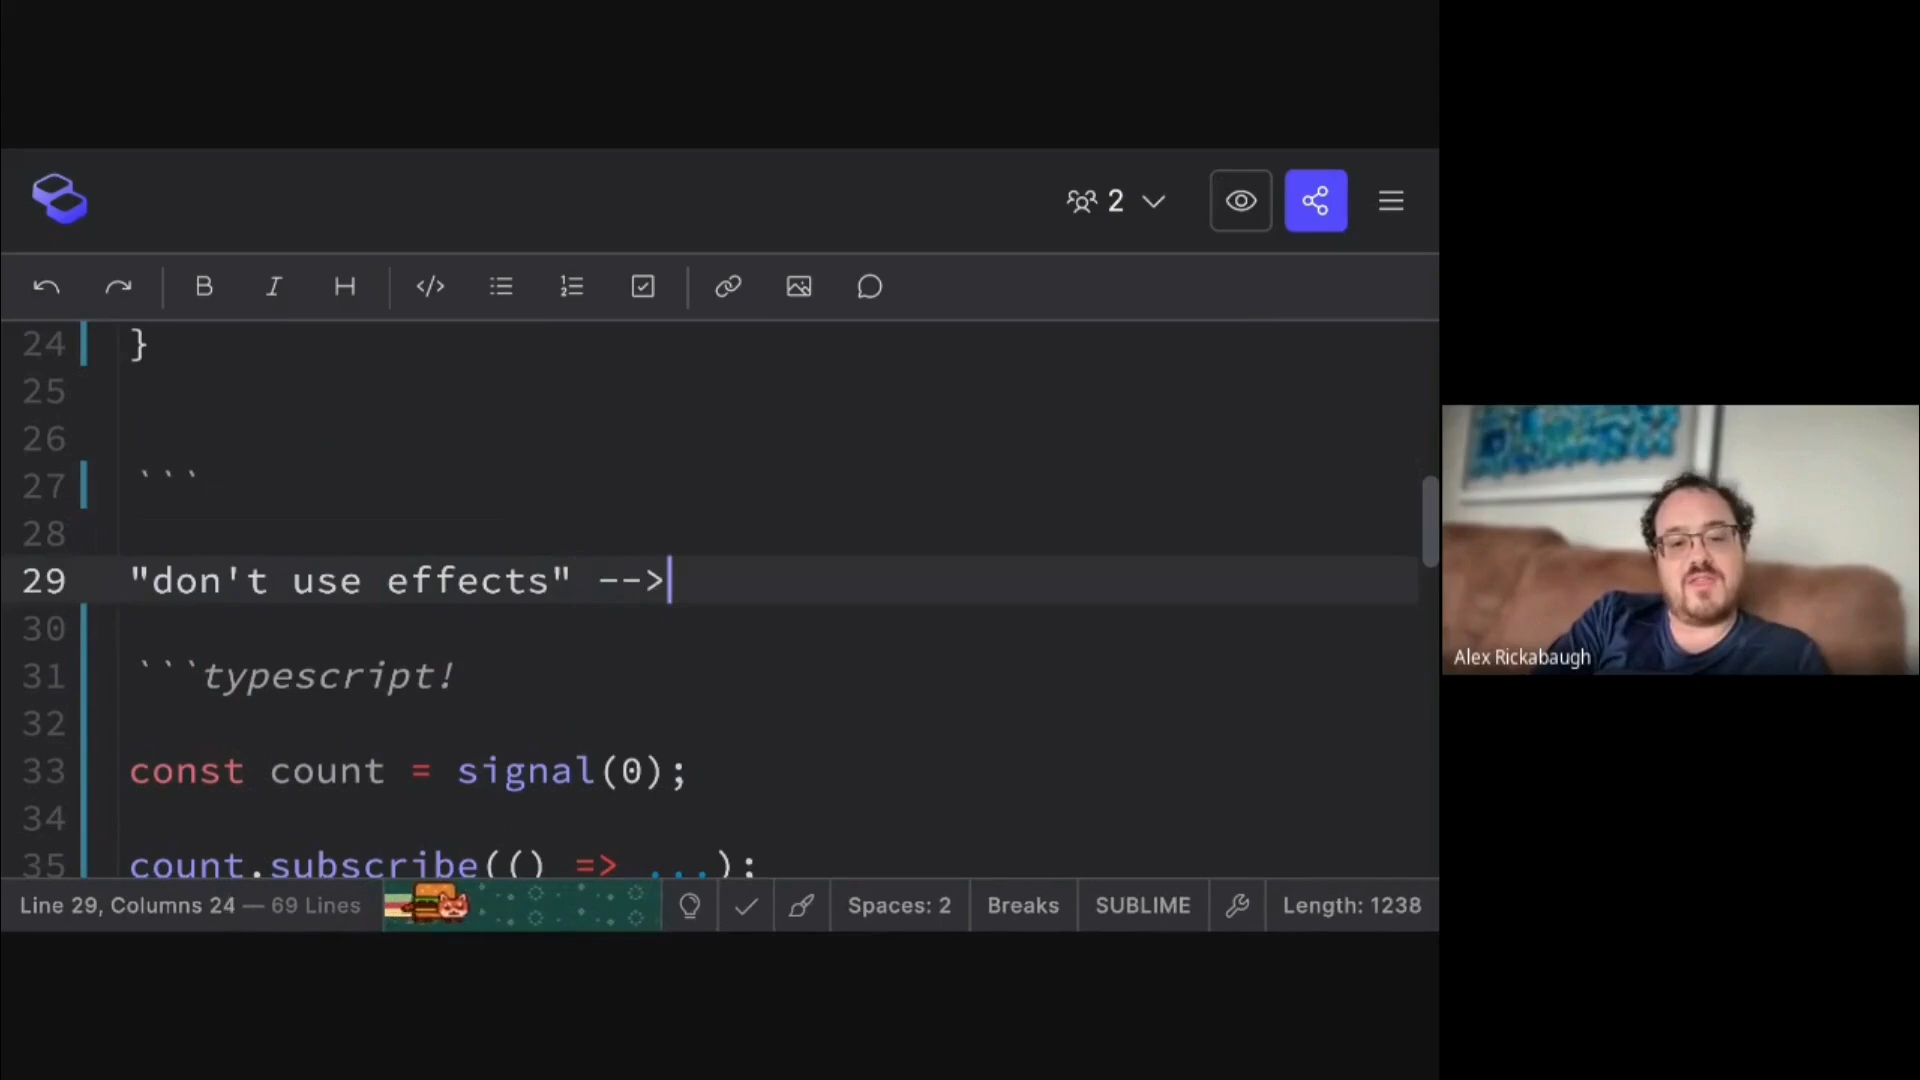 2
B I H
24 }
25
26
27 ```
28
29 "don't use effects" -->
30
31 ```typescript!
32
33 const count = signal(0);
34
35 count.subscribe(() => ...);
Line 29, Columns 24 — 69 Lines
Spaces: 2
Breaks
SUBLIME
Length: 1238
Alex Rickabaugh